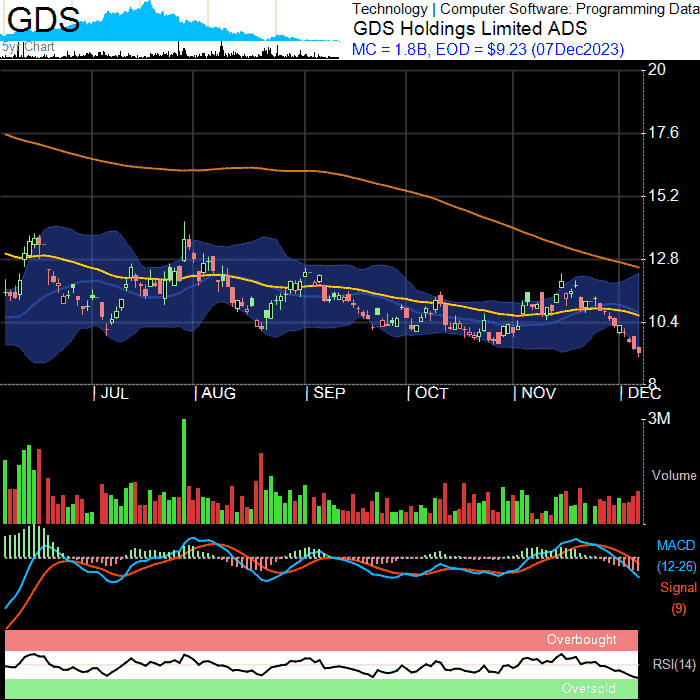 GDS
5yr Chart
Technology | Computer Software: Programming Data
GDS Holdings Limited ADS
MC = 1.8B, EOD = $9.23 (07Dec2023)
20
17.6
15.2
12.8
10.4
8
JUL AUG SEP OCT NOV DEC
3M
Volume
MACD
(12-26)
Signal
(9)
Overbought
RSI(14)
Oversold